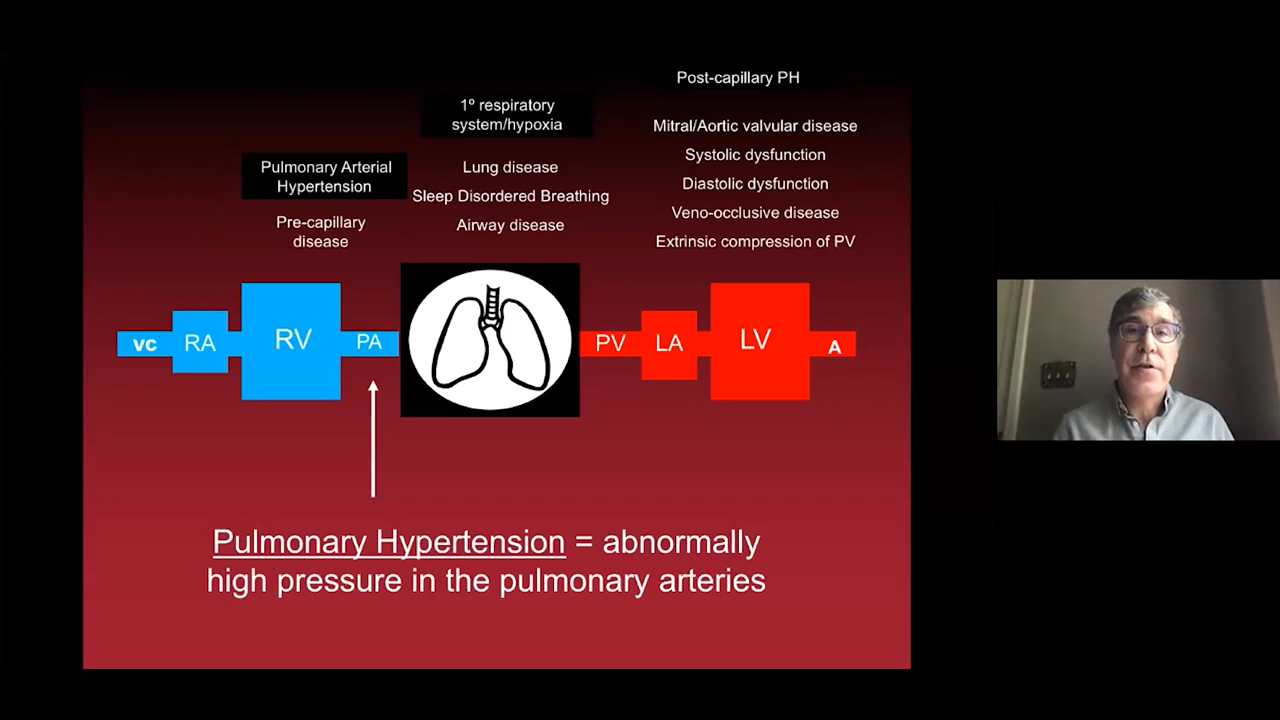 Post-capillary PH
1º respiratory
system/hypoxia
Mitral/Aortic valvular disease
Systolic dysfunction
Diastolic dysfunction
Veno-occlusive disease
Extrinsic compression of PV
Lung disease
Sleep Disordered Breathing
Airway disease
Pulmonary Arterial
Hypertension
Pre-capillary
disease
vc RA RV PA PV LA LV A
Pulmonary Hypertension = abnormally
high pressure in the pulmonary arteries